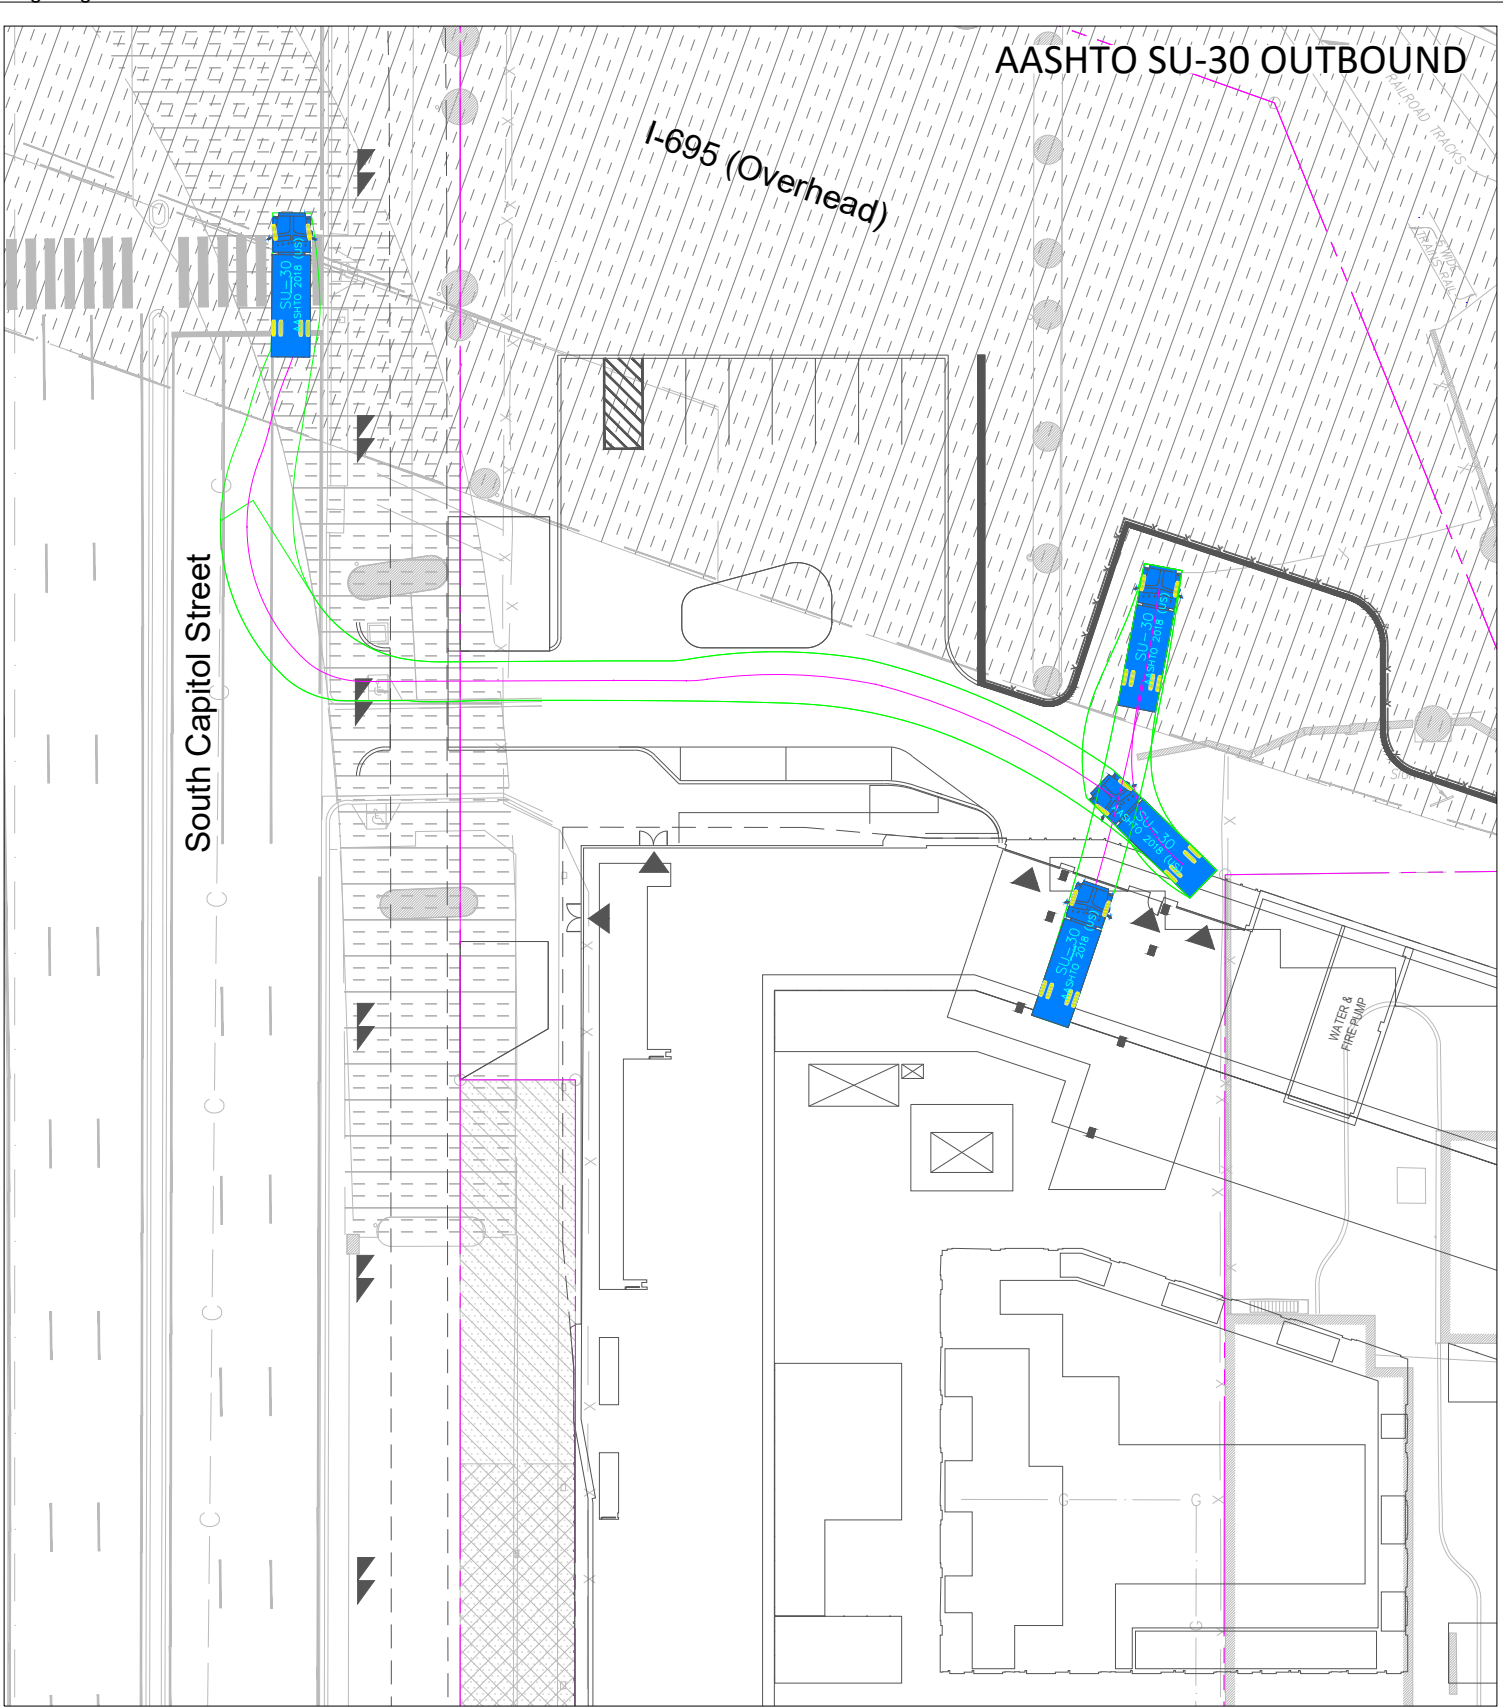 AASHTO SU-30 OUTBOUND
RAILROAD TRACKS
I-695 (Overhead)
SU-30
AASHTO 2018 (US)
SU-30
AASHTO 2018 (US)
South Capitol Street
SU-30
AASHTO 2018 (US)
SU-30
AASHTO 2018 (US)
WATER &
FIRE PUMP
C
C
C
C
C
C
G
G
G